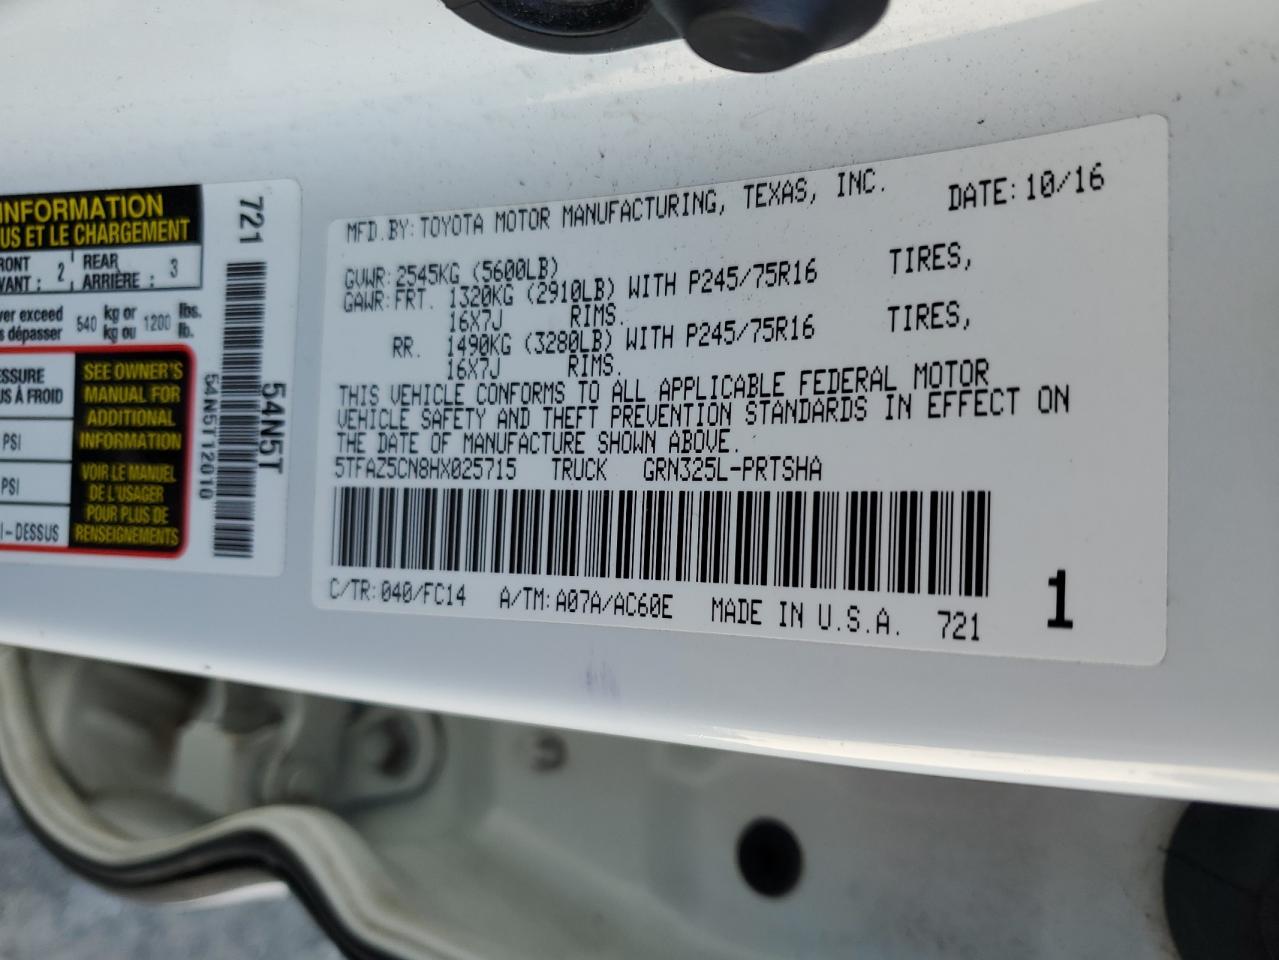 INFORMATION
US ET LE CHARGEMENT
RONT
VANT : 2
REAR
ARRIÈRE : 3
ver exceed
s dépasser
540 kg or
kg ou
1200 lbs.
lb.
ESSURE
US À FROID
PSI
PSI
I-DESSUS
SEE OWNER'S
MANUAL FOR
ADDITIONAL
INFORMATION
VOIR LE MANUEL
DE L'USAGER
POUR PLUS DE
RENSEIGNEMENTS
721
54N5T12010
54N5T
MFD.BY:TOYOTA MOTOR MANUFACTURING, TEXAS, INC. DATE:10/16
GVWR:2545KG (5600LB)
GAWR:FRT. 1320KG (2910LB) WITH P245/75R16 TIRES,
16X7J RIMS.
RR. 1490KG (3280LB) WITH P245/75R16 TIRES,
16X7J RIMS.
THIS VEHICLE CONFORMS TO ALL APPLICABLE FEDERAL MOTOR
VEHICLE SAFETY AND THEFT PREVENTION STANDARDS IN EFFECT ON
THE DATE OF MANUFACTURE SHOWN ABOVE.
5TFAZ5CN8HX025715 TRUCK GRN325L-PRTSHA
C/TR:040/FC14 A/TM:A07A/AC60E MADE IN U.S.A. 721
1